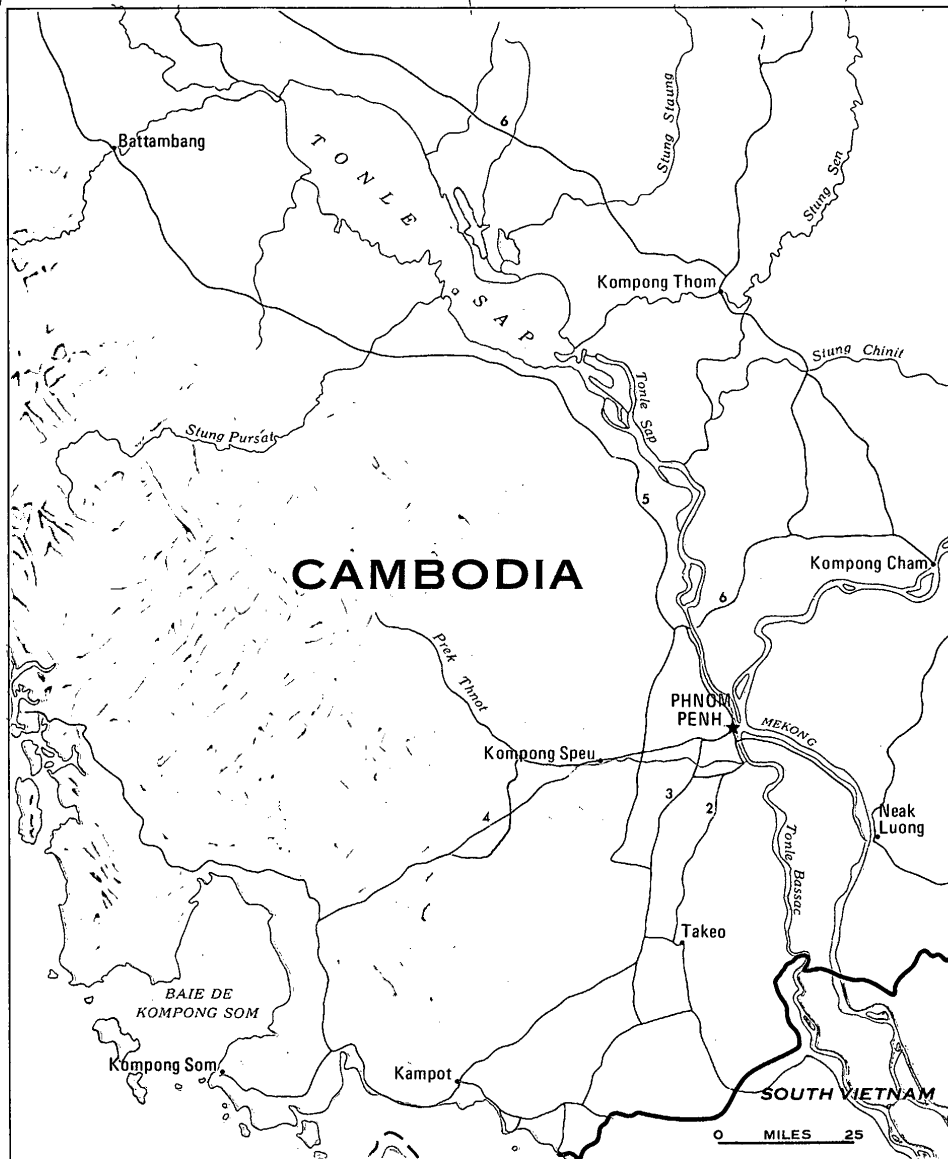 Battambang
TONLE SAP
6
Stung Staung
Stung Sen
Kompong Thom
Stung Chinit
Tonle Sap
Stung Pursat
5
CAMBODIA
Kompong Cham
6
Prek Thnot
PHNOM
PENH
MEKONG
Kompong Speu
4
3
2
Neak
Luong
Tonle Bassac
Takeo
BAIE DE
KOMPONG SOM
Kompong Som
Kampot
SOUTH VIETNAM
0 MILES 25